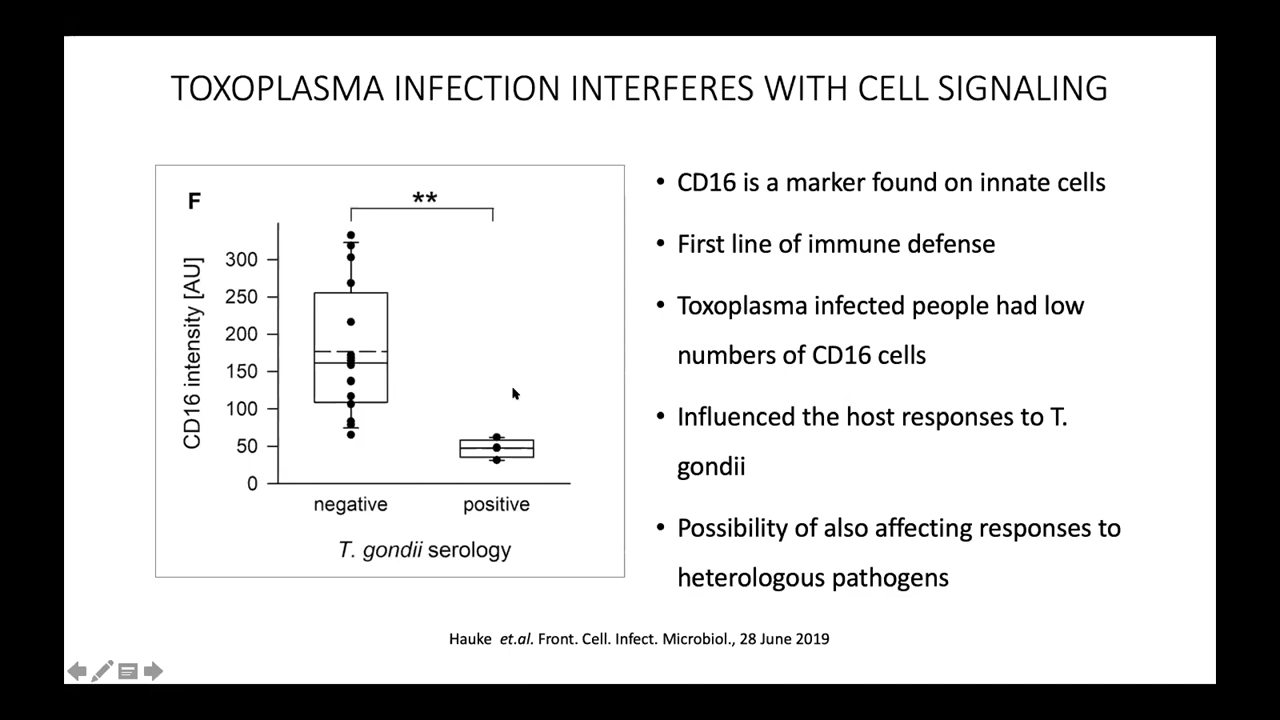 TOXOPLASMA INFECTION INTERFERES WITH CELL SIGNALING
F
**
CD16 intensity [AU]
300
250
200
150
100
50
0
negative positive
T. gondii serology
• CD16 is a marker found on innate cells
• First line of immune defense
• Toxoplasma infected people had low
numbers of CD16 cells
• Influenced the host responses to T.
gondii
• Possibility of also affecting responses to
heterologous pathogens
Hauke et.al. Front. Cell. Infect. Microbiol., 28 June 2019